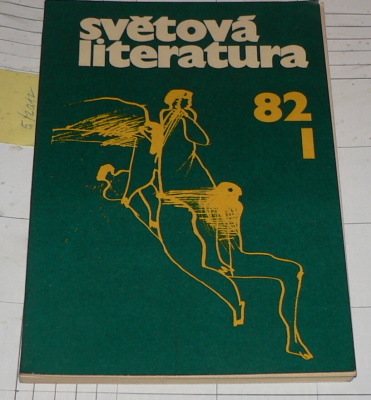 světová
literatura
82
I